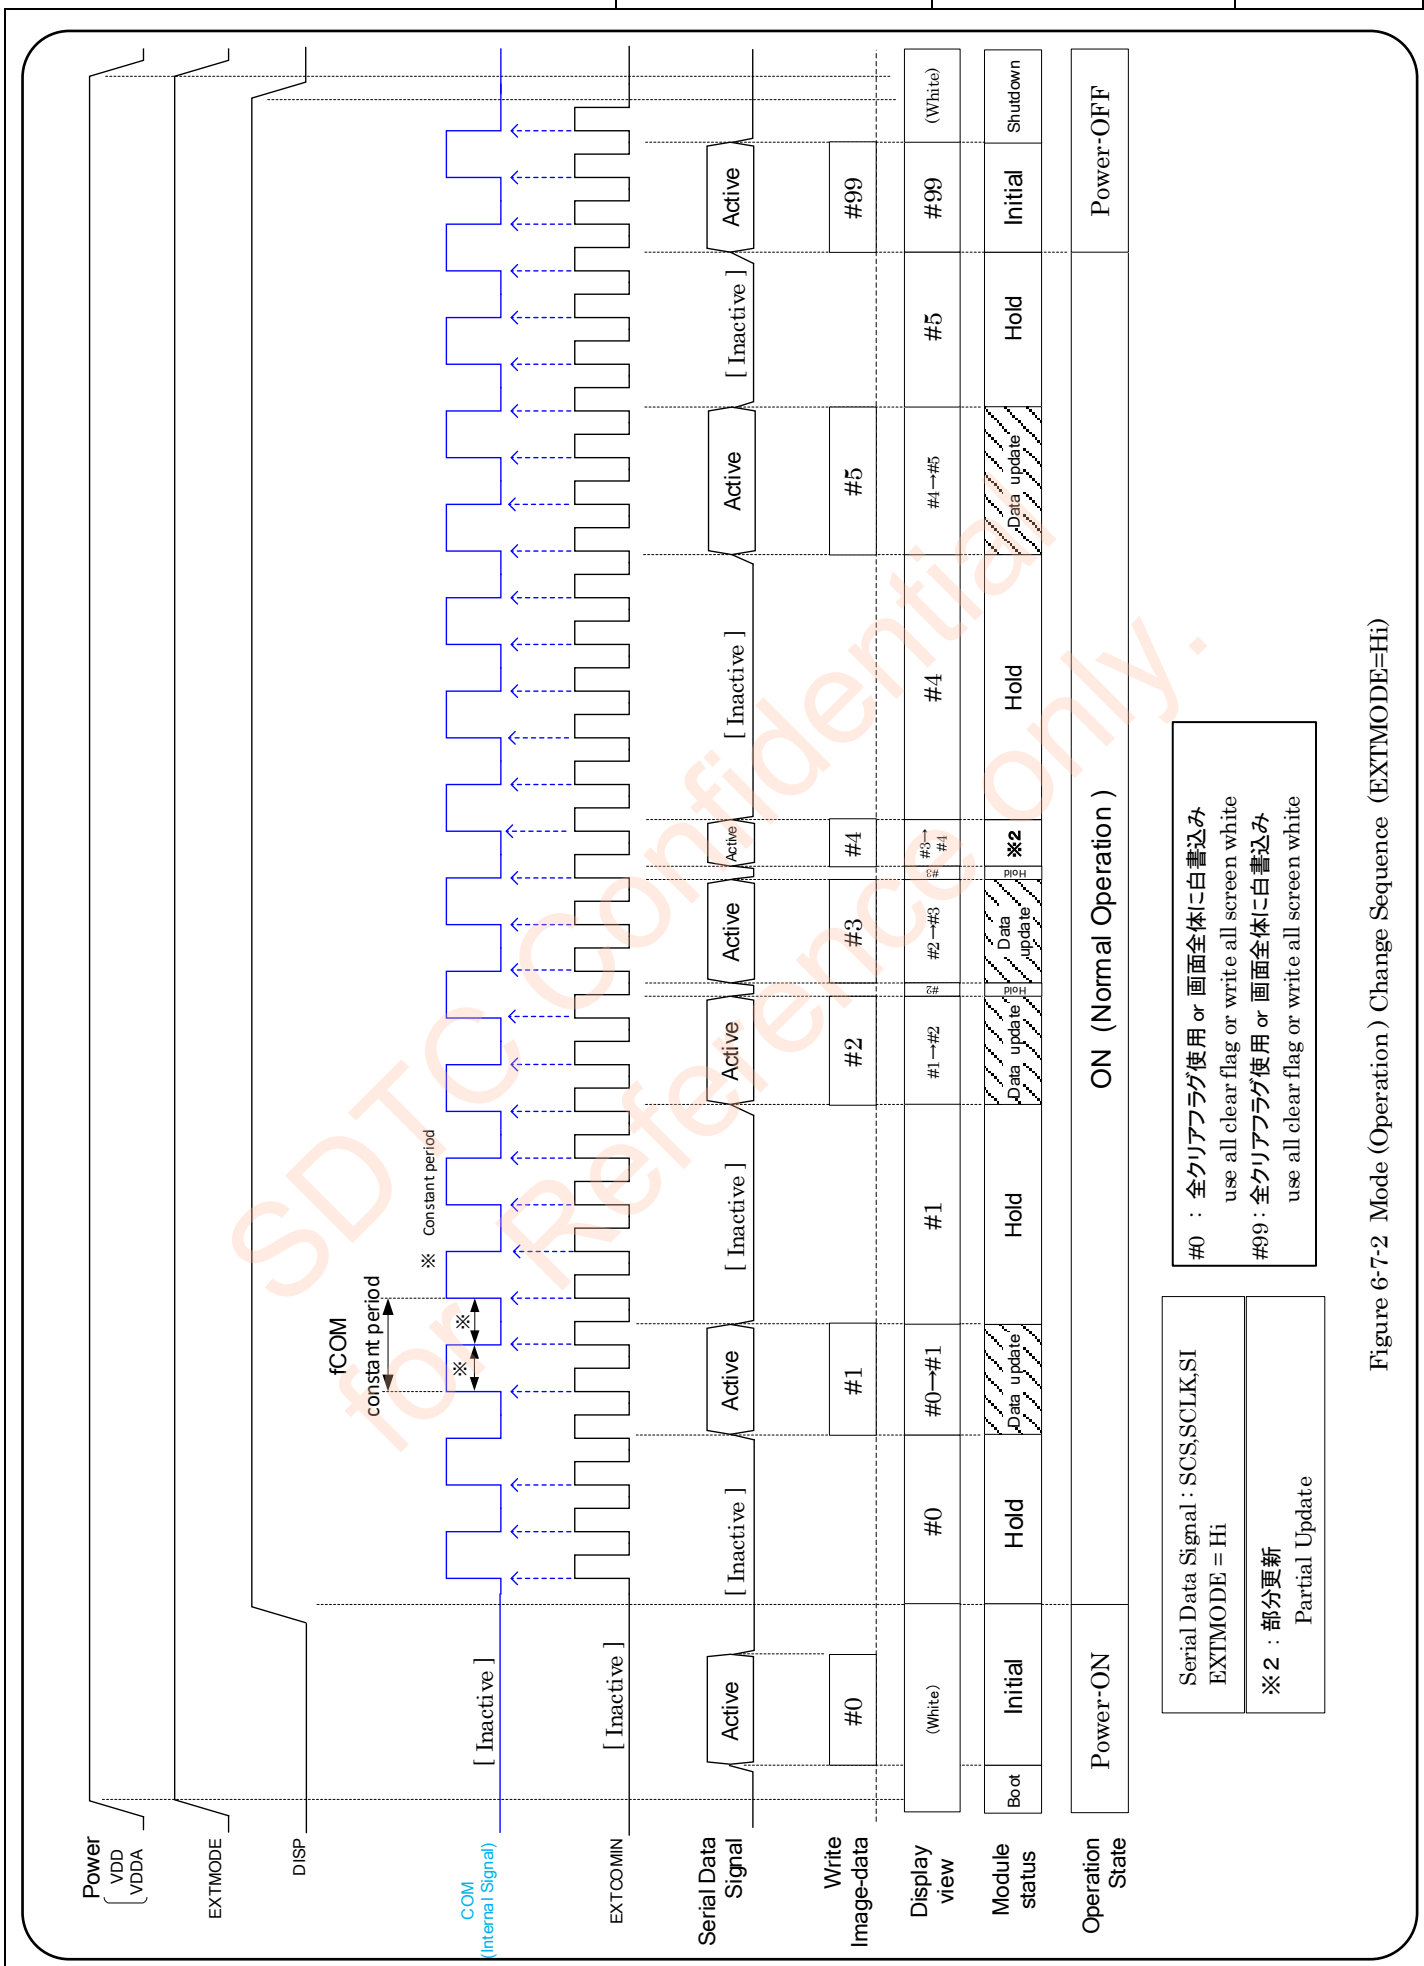 Power
VDD
VDDA
EXTMODE
DISP
fCOM
constant period
※
※
※ Constant period
COM
(Internal Signal)
[ Inactive ]
EXTCOMIN
[ Inactive ]
Serial Data
Signal
Active
[ Inactive ]
Active
[ Inactive ]
Active
Active
Active
[ Inactive ]
Active
[ Inactive ]
Active
Write
Image-data
#0
#1
#2
#3
#4
#5
#99
Display
view
(White)
#0
#0→#1
#1
#1→#2
#2
#2→#3
#3
#3→
#4
#4
#4→#5
#5
#99
(White)
Module
status
Boot
Initial
Hold
Data update
Hold
Data update
Hold
Data
update
Hold
※2
Hold
Data update
Hold
Initial
Shutdown
Operation
State
Power-ON
ON (Normal Operation)
Power-OFF
Serial Data Signal : SCS,SCLK,SI
EXTMODE = Hi
※2 : 部分更新
Partial Update
#0 : 全クリアフラグ使用 or 画面全体に白書込み
use all clear flag or write all screen white
#99 : 全クリアフラグ使用 or 画面全体に白書込み
use all clear flag or write all screen white
Figure 6-7-2 Mode (Operation) Change Sequence (EXTMODE=Hi)
SDTC Confidential
for Reference only.